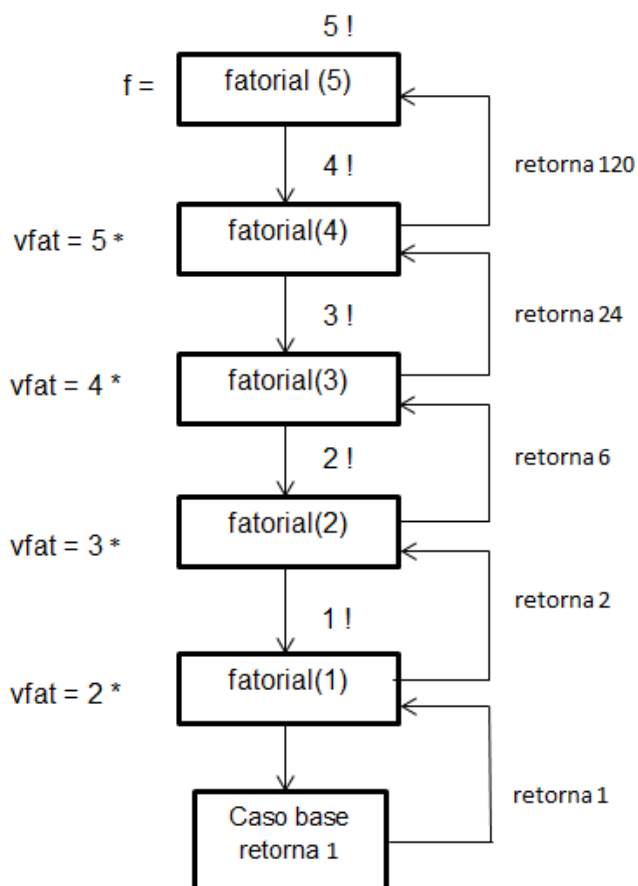 5 !
f =
fatorial (5)
4 !
retorna 120
vfat = 5 *
fatorial(4)
3 !
retorna 24
vfat = 4 *
fatorial(3)
2 !
retorna 6
vfat = 3 *
fatorial(2)
1 !
retorna 2
vfat = 2 *
fatorial(1)
retorna 1
Caso base
retorna 1